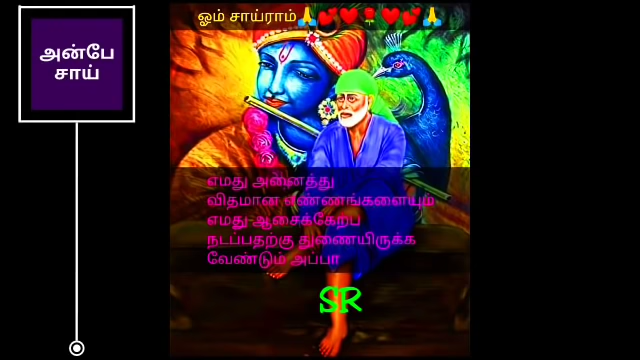 ஓம் சாய்ராம்🙏💕❤️🌹❤️💕🙏
அன்பே
சாய்
எமது அனைத்து
விதமான எண்ணங்களையும்
எமது ஆசைக்கேற்ப
நடப்பதற்கு துணையிருக்க
வேண்டும் அப்பா
SR